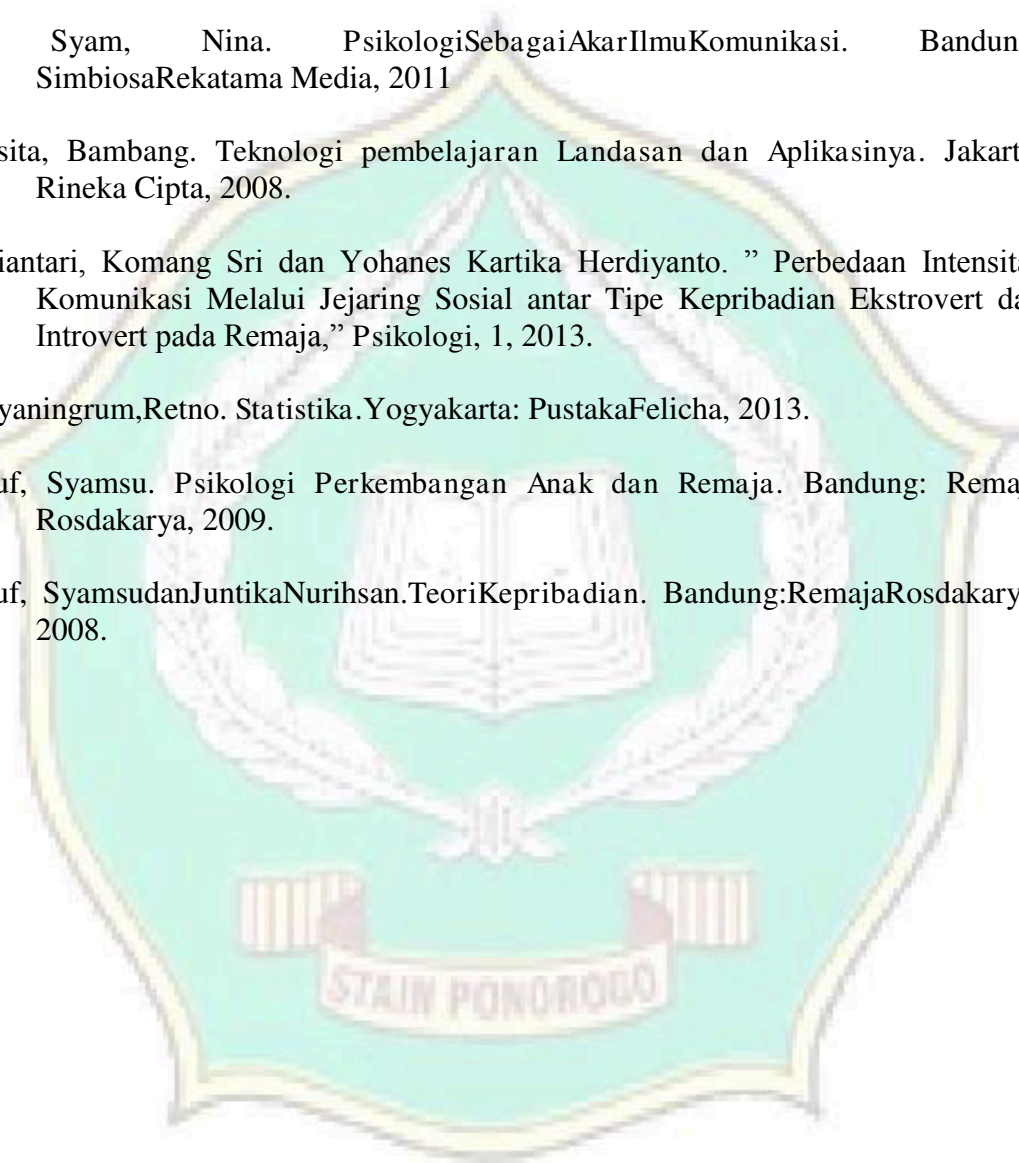 Syam, Nina. PsikologiSebagaiAkarIlmuKomunikasi. Bandun
SimbiosaRekatama Media, 2011
sita, Bambang. Teknologi pembelajaran Landasan dan Aplikasinya. Jakart
Rineka Cipta, 2008.
iantari, Komang Sri dan Yohanes Kartika Herdiyanto. ” Perbedaan Intensita
Komunikasi Melalui Jejaring Sosial antar Tipe Kepribadian Ekstrovert da
Introvert pada Remaja,” Psikologi, 1, 2013.
yaningrum,Retno. Statistika.Yogyakarta: PustakaFelicha, 2013.
uf, Syamsu. Psikologi Perkembangan Anak dan Remaja. Bandung: Remaj
Rosdakarya, 2009.
uf, SyamsudanJuntikaNurihsan.TeoriKepribadian. Bandung:RemajaRosdakary
2008.
STAIN PONOROGO